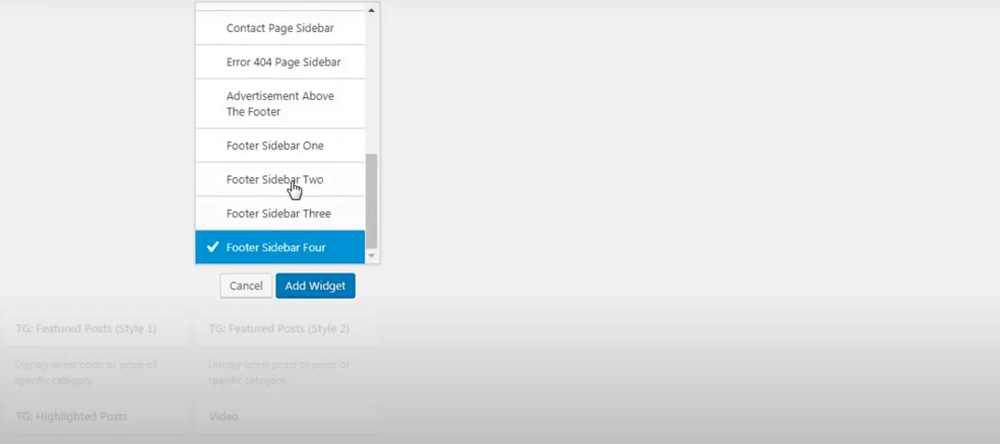 Contact Page Sidebar
Error 404 Page Sidebar
Advertisement Above
The Footer
Footer Sidebar One
Footer Sidebar Two
Footer Sidebar Three
Footer Sidebar Four
Cancel
Add Widget
TG: Featured Posts (Style 1)
TG: Featured Posts (Style 2)
Display latest posts or posts of
specific category.
Display latest posts or posts of
specific category.
TG: Highlighted Posts
Video